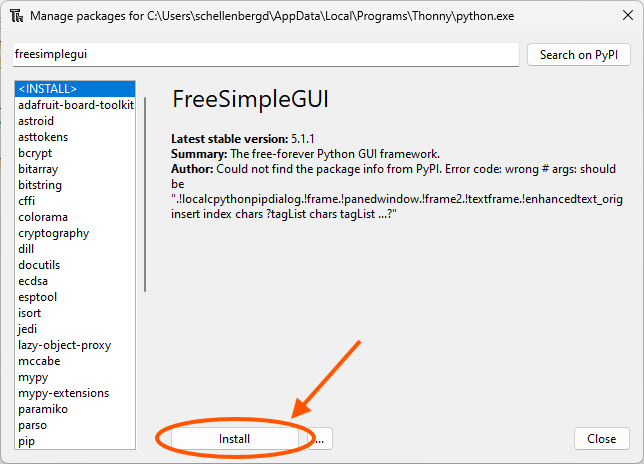 Manage packages for C:\Users\schellenbergd\AppData\Local\Programs\Thonny\python.exe
freesimplegui
Search on PyPI
<INSTALL>
adafruit-board-toolkit
astroid
asttokens
bcrypt
bitarray
bitstring
cffi
colorama
cryptography
dill
docutils
ecdsa
esptool
isort
jedi
lazy-object-proxy
mccabe
mypy
mypy-extensions
paramiko
parso
pip
FreeSimpleGUI
Latest stable version: 5.1.1
Summary: The free-forever Python GUI framework.
Author: Could not find the package info from PyPI. Error code: wrong # args: should
be
".!localcpythonpipdialog.!frame.!panedwindow.!frame2.!textframe.!enhancedtext_orig
insert index chars ?tagList chars tagList ...?"
Install
...
Close